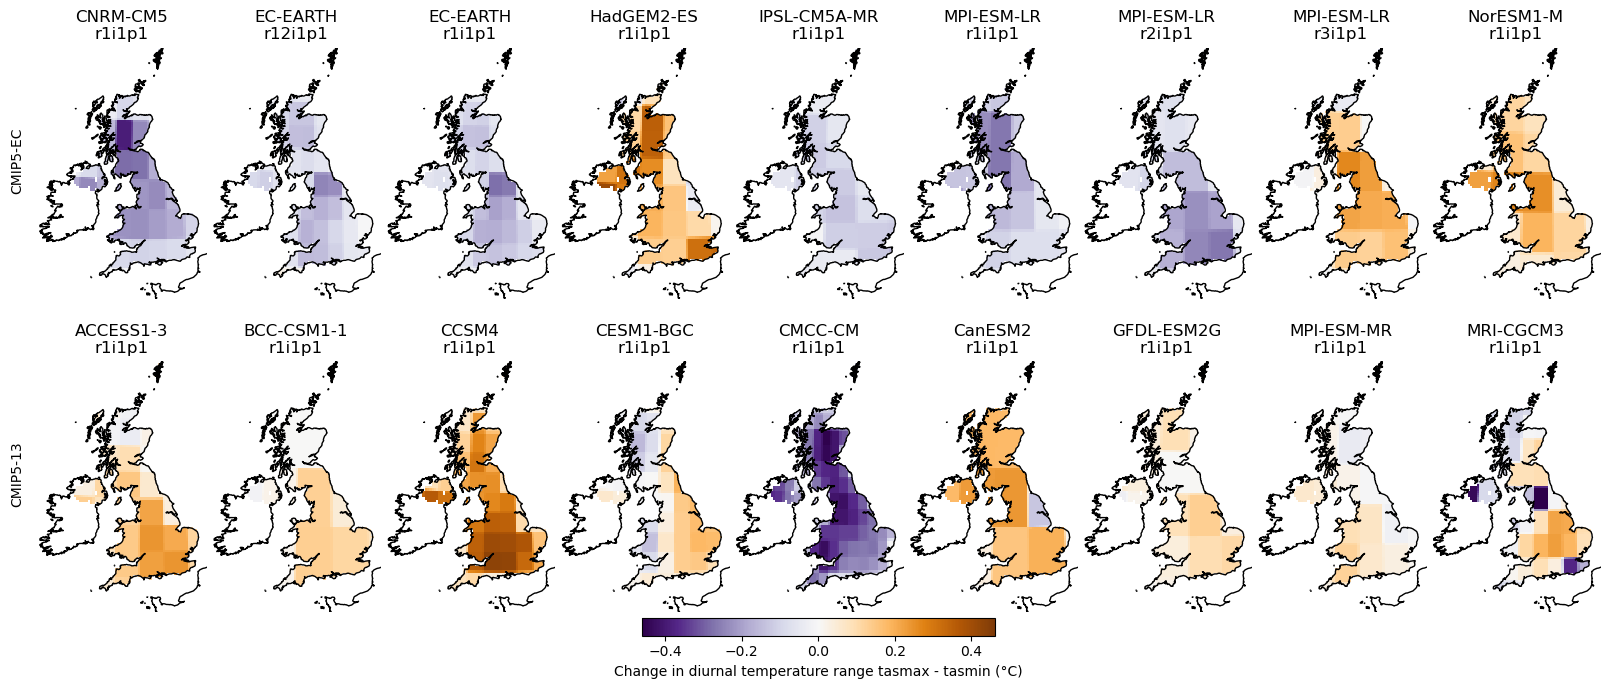 CNRM-CM5
r1i1p1
EC-EARTH
r12i1p1
EC-EARTH
r1i1p1
HadGEM2-ES
r1i1p1
IPSL-CM5A-MR
r1i1p1
MPI-ESM-LR
r1i1p1
MPI-ESM-LR
r2i1p1
MPI-ESM-LR
r3i1p1
NorESM1-M
r1i1p1
CMIP5-EC
ACCESS1-3
r1i1p1
BCC-CSM1-1
r1i1p1
CCSM4
r1i1p1
CESM1-BGC
r1i1p1
CMCC-CM
r1i1p1
CanESM2
r1i1p1
GFDL-ESM2G
r1i1p1
MPI-ESM-MR
r1i1p1
MRI-CGCM3
r1i1p1
CMIP5-13
−0.4 −0.2 0.0 0.2 0.4
Change in diurnal temperature range tasmax - tasmin (°C)